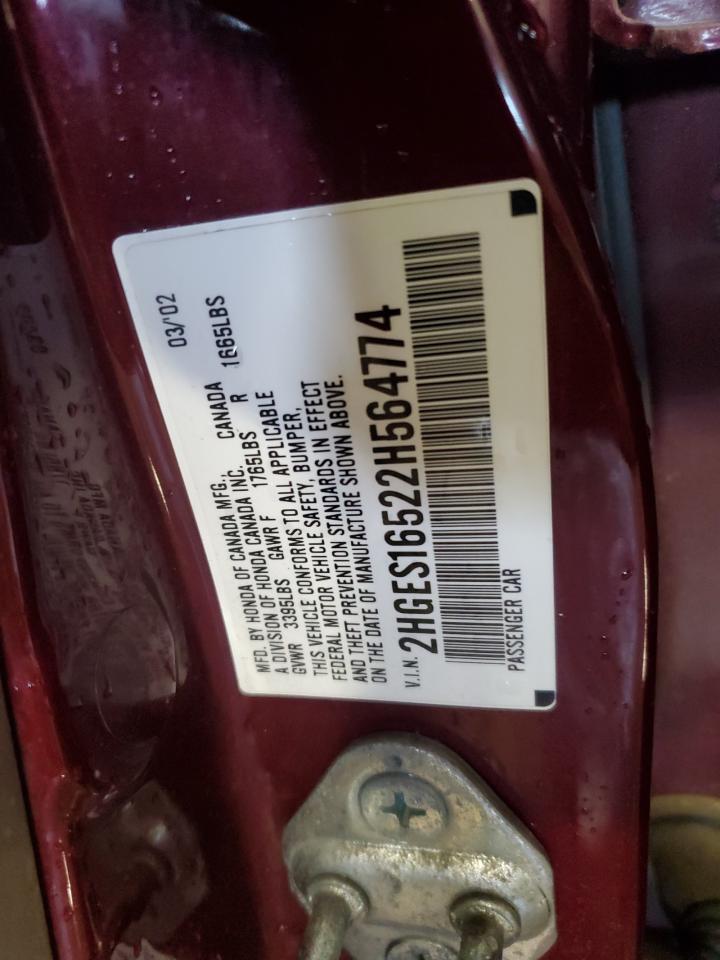 MFD. BY HONDA OF CANADA MFG., CANADA 03/'02
A DIVISION OF HONDA CANADA INC.
GVWR 3395LBS GAWR F 1765LBS R 1665LBS
THIS VEHICLE CONFORMS TO ALL APPLICABLE
FEDERAL MOTOR VEHICLE SAFETY, BUMPER,
AND THEFT PREVENTION STANDARDS IN EFFECT
ON THE DATE OF MANUFACTURE SHOWN ABOVE.
V.I.N. 2HGES16522H564774
PASSENGER CAR